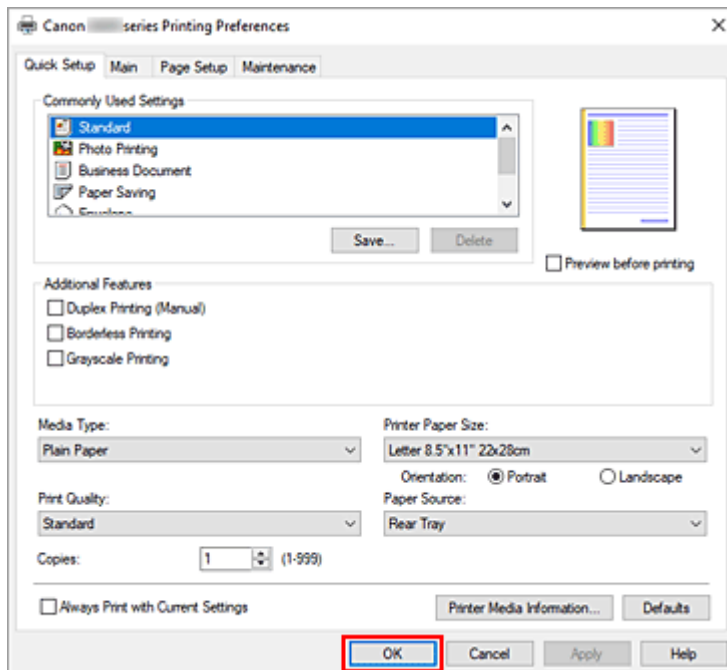 Canon series Printing Preferences
Quick Setup Main Page Setup Maintenance
Commonly Used Settings
Standard
Photo Printing
Business Document
Paper Saving
Save... Delete
Preview before printing
Additional Features
Duplex Printing (Manual)
Borderless Printing
Grayscale Printing
Media Type: Printer Paper Size:
Plain Paper Letter 8.5"x11" 22x28cm
Orientation: Portrait Landscape
Print Quality: Paper Source:
Standard Rear Tray
Copies: 1 (1-999)
Always Print with Current Settings Printer Media Information... Defaults
OK Cancel Apply Help